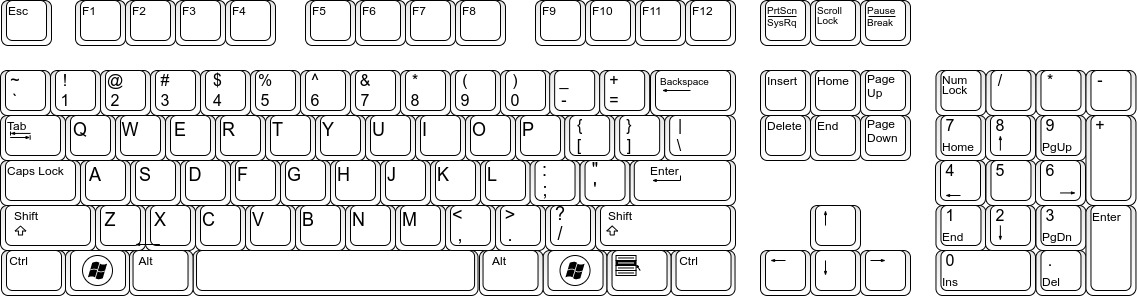 Esc F1 F2 F3 F4 F5 F6 F7 F8 F9 F10 F11 F12 PrtScn Scroll Pause
SysRq Lock Break
~ ! @ # $ % ^ & * ( ) _ + Backspace Insert Home Page Num / * -
` 1 2 3 4 5 6 7 8 9 0 - = Up Lock
Tab Q W E R T Y U I O P { } | Delete End Page 7 8 9 +
[ ] \ Down Home PgUp
Caps Lock A S D F G H J K L : " Enter 4 5 6
; '
Shift Z X C V B N M < > ? Shift 1 2 3 Enter
, . / End PgDn
Ctrl Alt Alt Ctrl 0 .
Ins Del